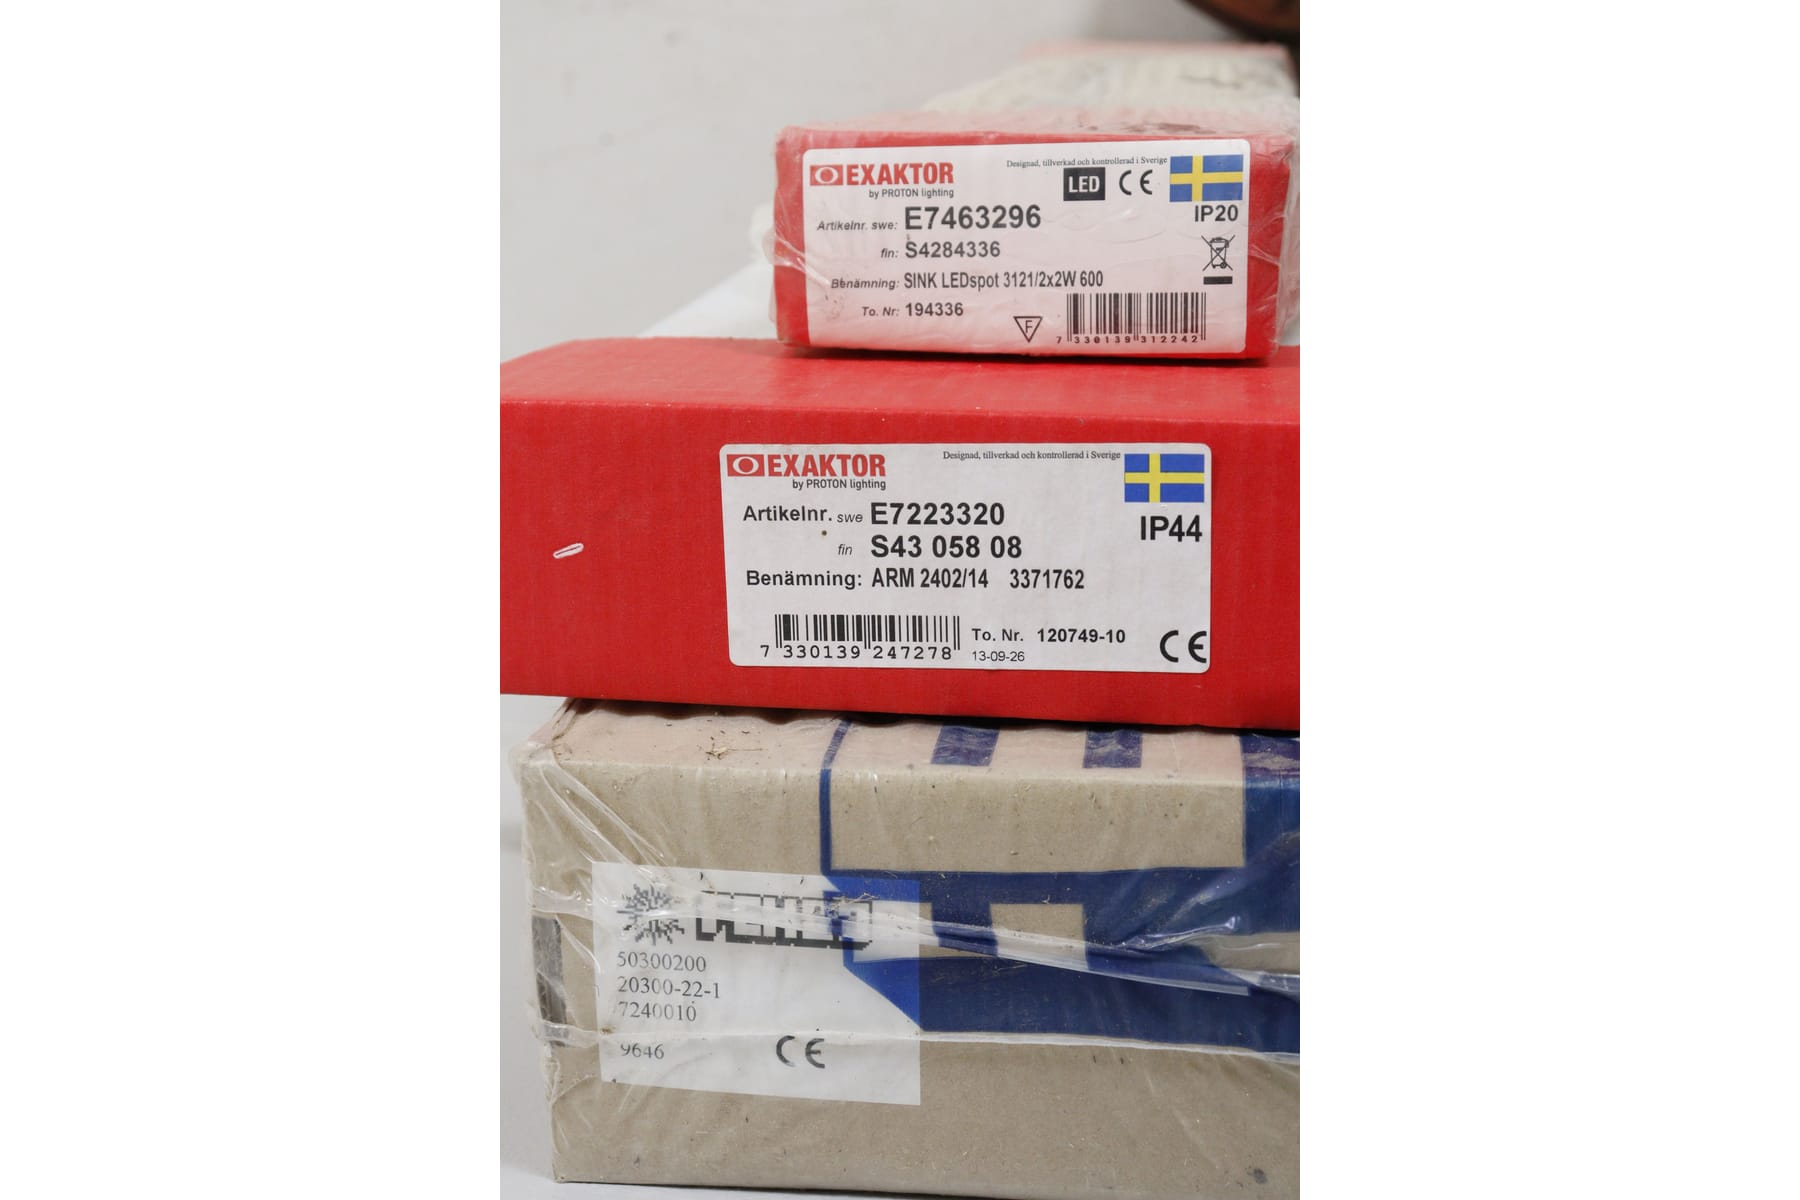 EXAKTOR
by PROTON lighting
Designad, tillverkad och kontrollerad i Sverige
LED CE
IP20
Artikelnr. swe: E7463296
fin: S4284336
Benämning: SINK LEDspot 3121/2x2W 600
To. Nr: 194336
F
7 330139 312242
EXAKTOR
by PROTON lighting
Designad, tillverkad och kontrollerad i Sverige
Artikelnr. swe E7223320
IP44
fin S43 058 08
Benämning: ARM 2402/14 3371762
7 330139 247278
To. Nr. 120749-10
13-09-26
CE
50300200
20300-22-1
7240010
9646
CE